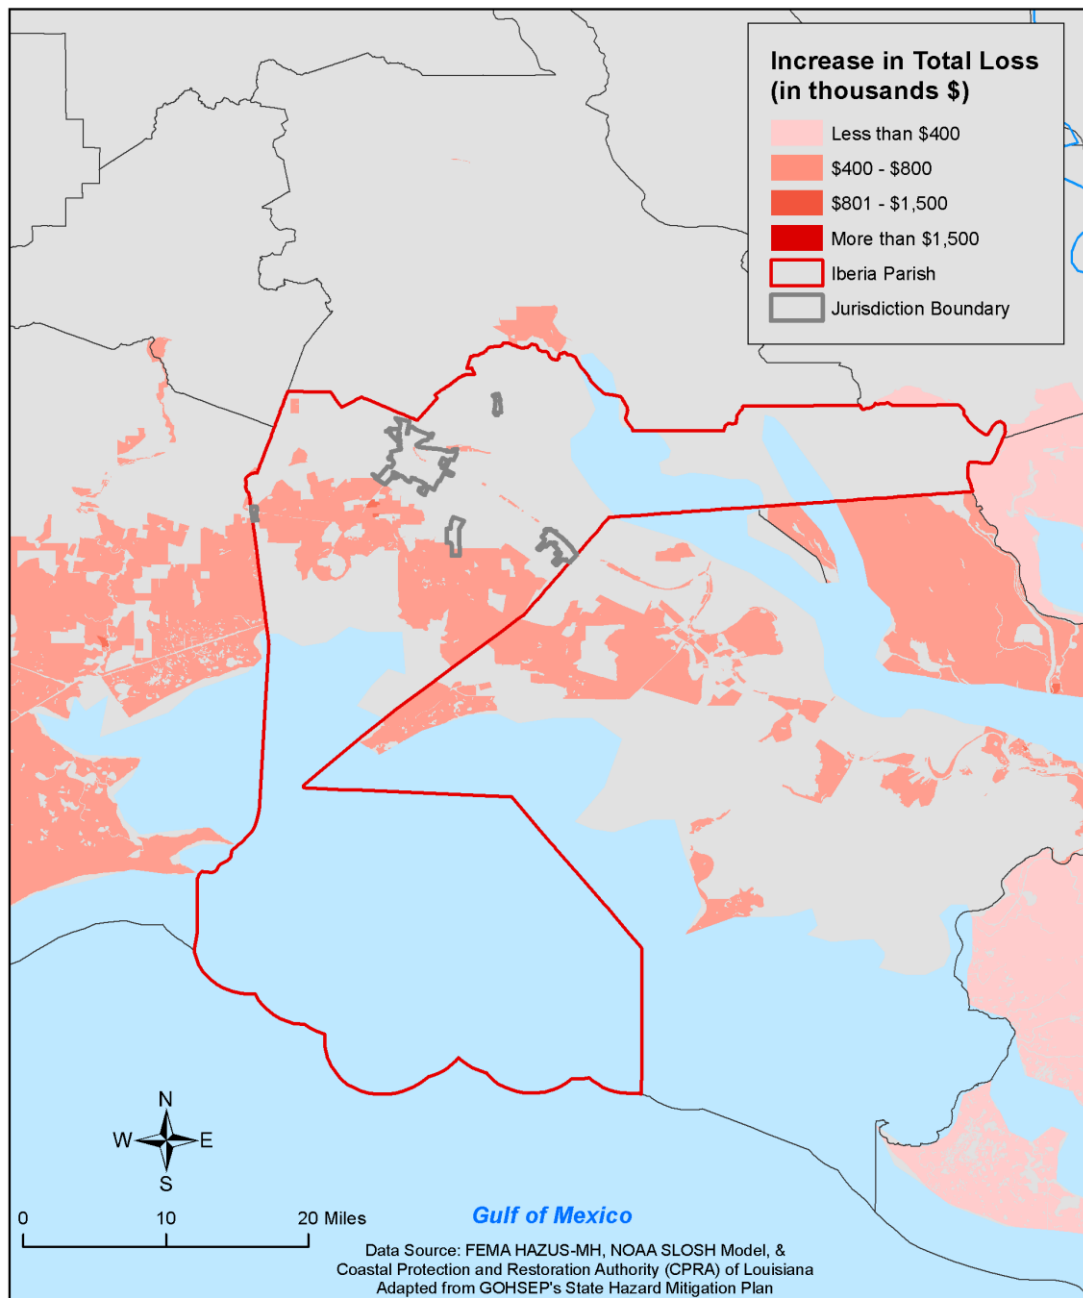 Increase in Total Loss
(in thousands $)
Less than $400
$400 - $800
$801 - $1,500
More than $1,500
Iberia Parish
Jurisdiction Boundary
N
W E
S
0 10 20 Miles
Gulf of Mexico
Data Source: FEMA HAZUS-MH, NOAA SLOSH Model, &
Coastal Protection and Restoration Authority (CPRA) of Louisiana
Adapted from GOHSEP's State Hazard Mitigation Plan